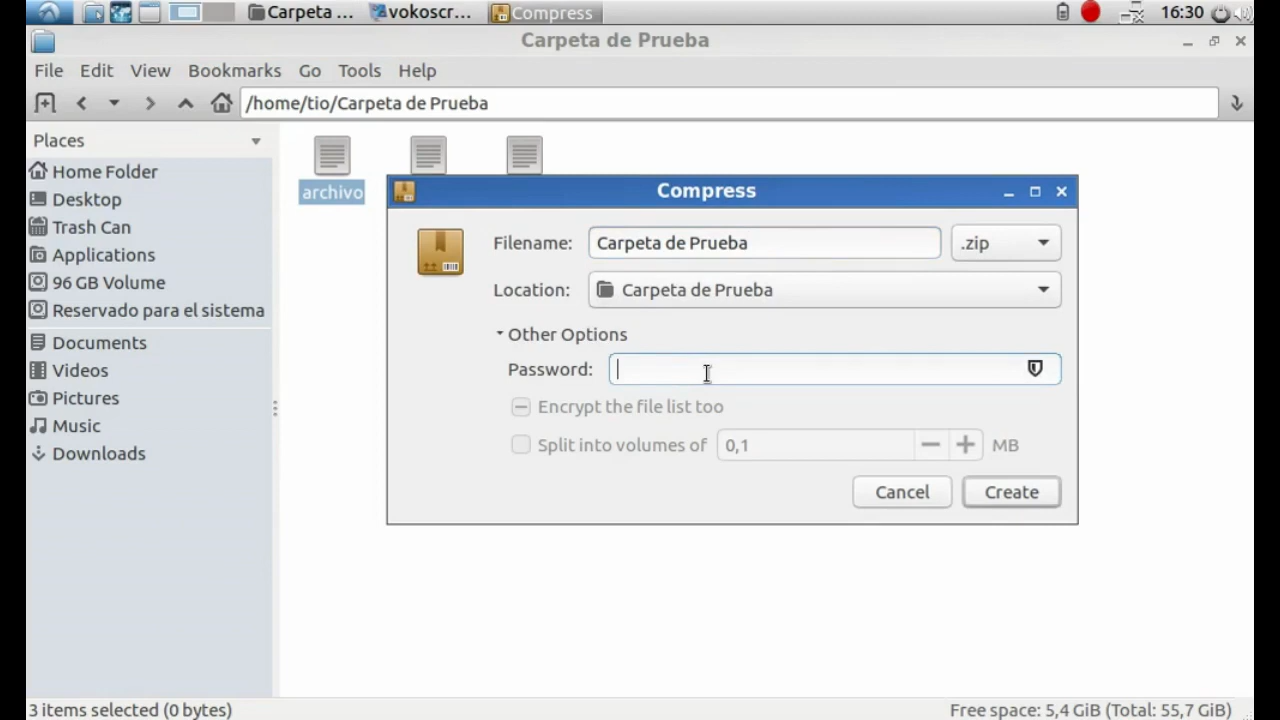 Carpeta ...
vokoscr...
Compress
16:30
Carpeta de Prueba
File Edit View Bookmarks Go Tools Help
/home/tio/Carpeta de Prueba
Places
Home Folder
Desktop
Trash Can
Applications
96 GB Volume
Reservado para el sistema
Documents
Videos
Pictures
Music
Downloads
archivo
Compress
Filename: Carpeta de Prueba .zip
Location: Carpeta de Prueba
Other Options
Password:
Encrypt the file list too
Split into volumes of 0,1 MB
Cancel Create
3 items selected (0 bytes)
Free space: 5,4 GiB (Total: 55,7 GiB)